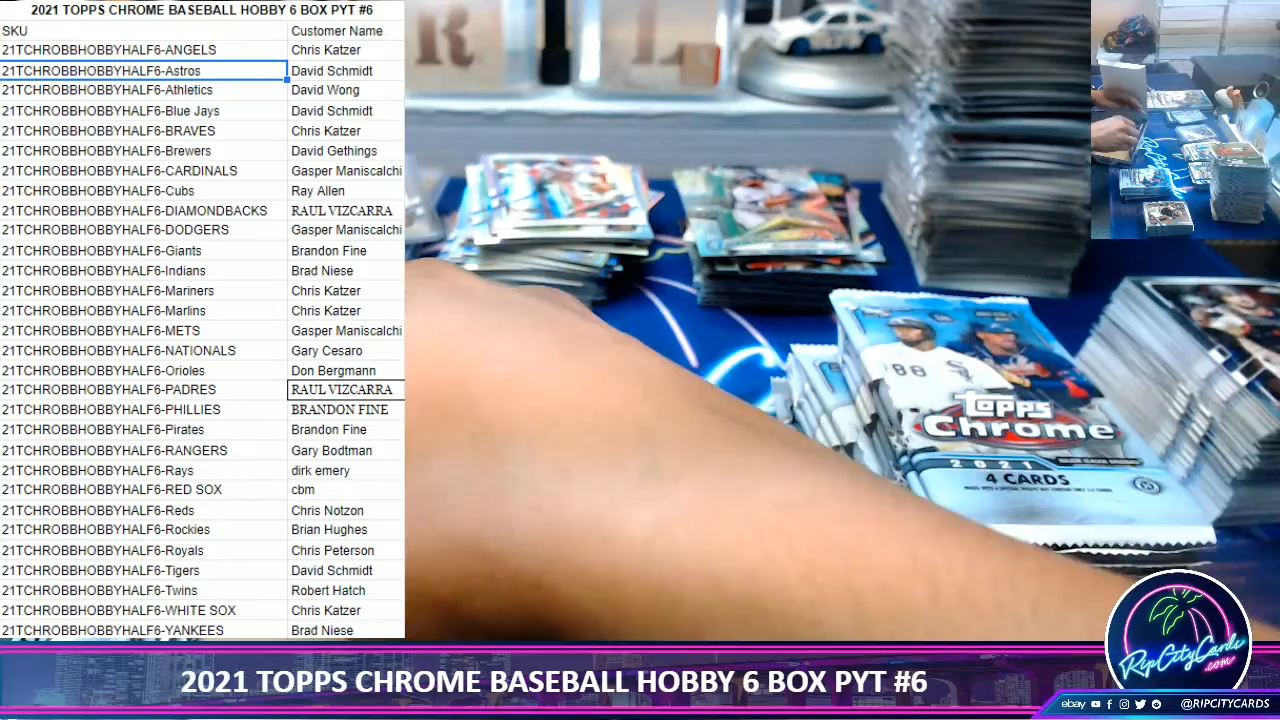 2021 TOPPS CHROME BASEBALL HOBBY 6 BOX PYT #6
SKU Customer Name
21TCHROBBHOBBYHALF6-ANGELS Chris Katzer
21TCHROBBHOBBYHALF6-Astros David Schmidt
21TCHROBBHOBBYHALF6-Athletics David Wong
21TCHROBBHOBBYHALF6-Blue Jays David Schmidt
21TCHROBBHOBBYHALF6-BRAVES Chris Katzer
21TCHROBBHOBBYHALF6-Brewers David Gethings
21TCHROBBHOBBYHALF6-CARDINALS Gasper Maniscalchi
21TCHROBBHOBBYHALF6-Cubs Ray Allen
21TCHROBBHOBBYHALF6-DIAMONDBACKS RAUL VIZCARRA
21TCHROBBHOBBYHALF6-DODGERS Gasper Maniscalchi
21TCHROBBHOBBYHALF6-Giants Brandon Fine
21TCHROBBHOBBYHALF6-Indians Brad Niese
21TCHROBBHOBBYHALF6-Mariners Chris Katzer
21TCHROBBHOBBYHALF6-Marlins Chris Katzer
21TCHROBBHOBBYHALF6-METS Gasper Maniscalchi
21TCHROBBHOBBYHALF6-NATIONALS Gary Cesaro
21TCHROBBHOBBYHALF6-Orioles Don Bergmann
21TCHROBBHOBBYHALF6-PADRES RAUL VIZCARRA
21TCHROBBHOBBYHALF6-PHILLIES BRANDON FINE
21TCHROBBHOBBYHALF6-Pirates Brandon Fine
21TCHROBBHOBBYHALF6-RANGERS Gary Bodtman
21TCHROBBHOBBYHALF6-Rays dirk emery
21TCHROBBHOBBYHALF6-RED SOX cbm
21TCHROBBHOBBYHALF6-Reds Chris Notzon
21TCHROBBHOBBYHALF6-Rockies Brian Hughes
21TCHROBBHOBBYHALF6-Royals Chris Peterson
21TCHROBBHOBBYHALF6-Tigers David Schmidt
21TCHROBBHOBBYHALF6-Twins Robert Hatch
21TCHROBBHOBBYHALF6-WHITE SOX Chris Katzer
21TCHROBBHOBBYHALF6-YANKEES Brad Niese
R L
88
Topps
Chrome
2021
4 CARDS
RipCityCards
.com
2021 TOPPS CHROME BASEBALL HOBBY 6 BOX PYT #6
ebay @RIPCITYCARDS